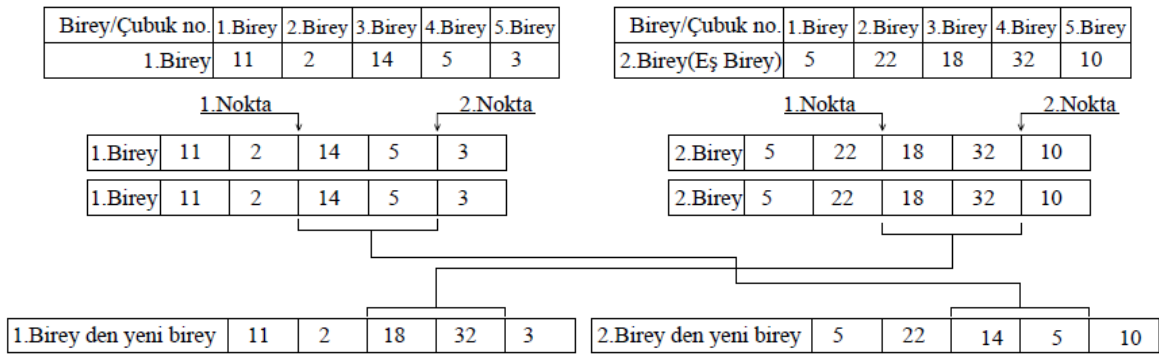 Birey/Çubuk no. 1.Birey 2.Birey 3.Birey 4.Birey 5.Birey
1.Birey 11 2 14 5 3
Birey/Çubuk no. 1.Birey 2.Birey 3.Birey 4.Birey 5.Birey
2.Birey(Eş Birey) 5 22 18 32 10
1.Nokta 2.Nokta
1.Birey 11 2 14 5 3
1.Birey 11 2 14 5 3
1.Nokta 2.Nokta
2.Birey 5 22 18 32 10
2.Birey 5 22 18 32 10
1.Birey den yeni birey 11 2 18 32 3
2.Birey den yeni birey 5 22 14 5 10